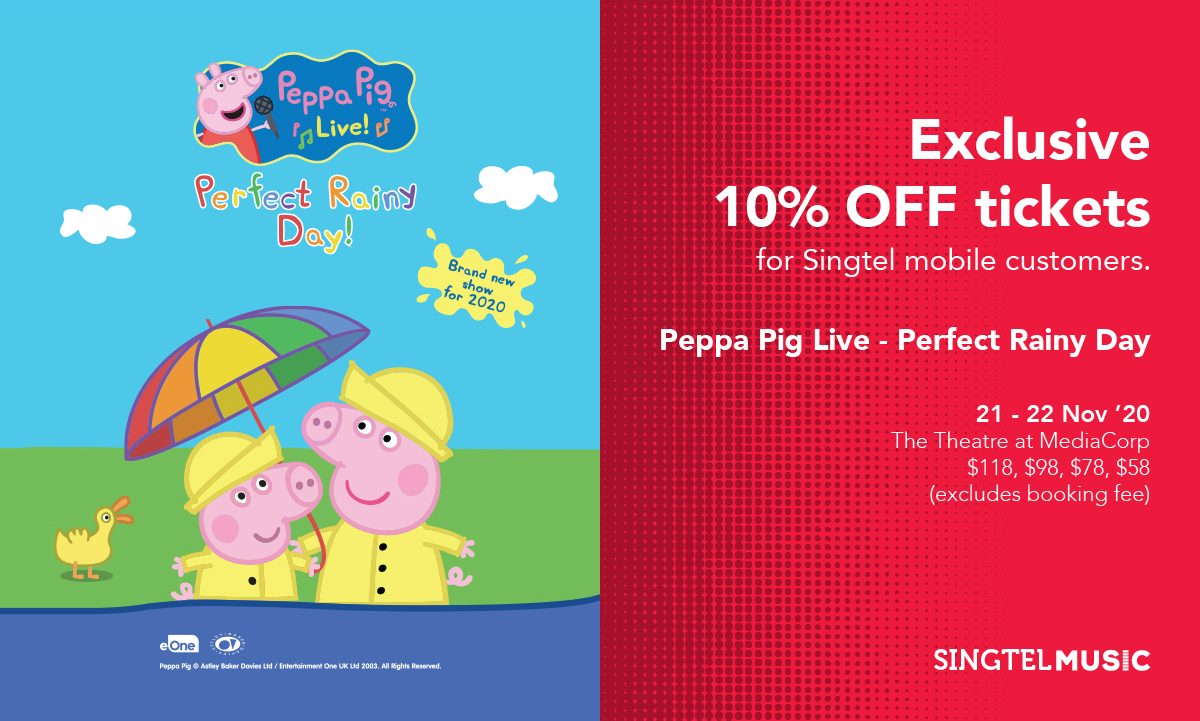 Peppa Pig
Live!
Perfect Rainy
Day!
Brand new
show
for 2020
eOne
Peppa Pig © Astley Baker Davies Ltd / Entertainment One UK Ltd 2003. All Rights Reserved.
Exclusive
10% OFF tickets
for Singtel mobile customers.
Peppa Pig Live - Perfect Rainy Day
21 - 22 Nov ’20
The Theatre at MediaCorp
$118, $98, $78, $58
(excludes booking fee)
SINGTEL MUSIC